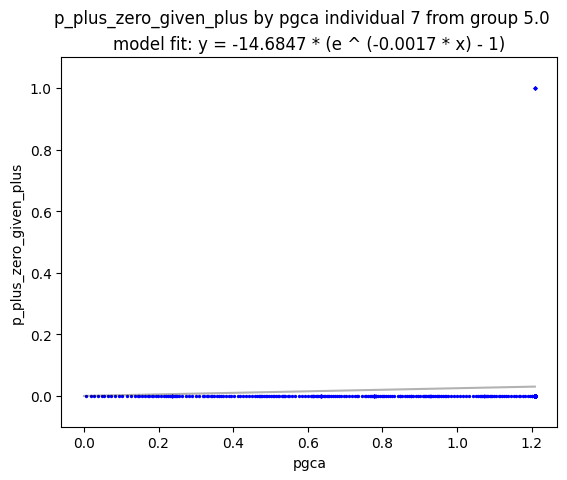 p_plus_zero_given_plus by pgca individual 7 from group 5.0
model fit: y = -14.6847 * (e ^ (-0.0017 * x) - 1)
1.0
0.8
0.6
0.4
0.2
0.0
p_plus_zero_given_plus
0.0 0.2 0.4 0.6 0.8 1.0 1.2
pgca